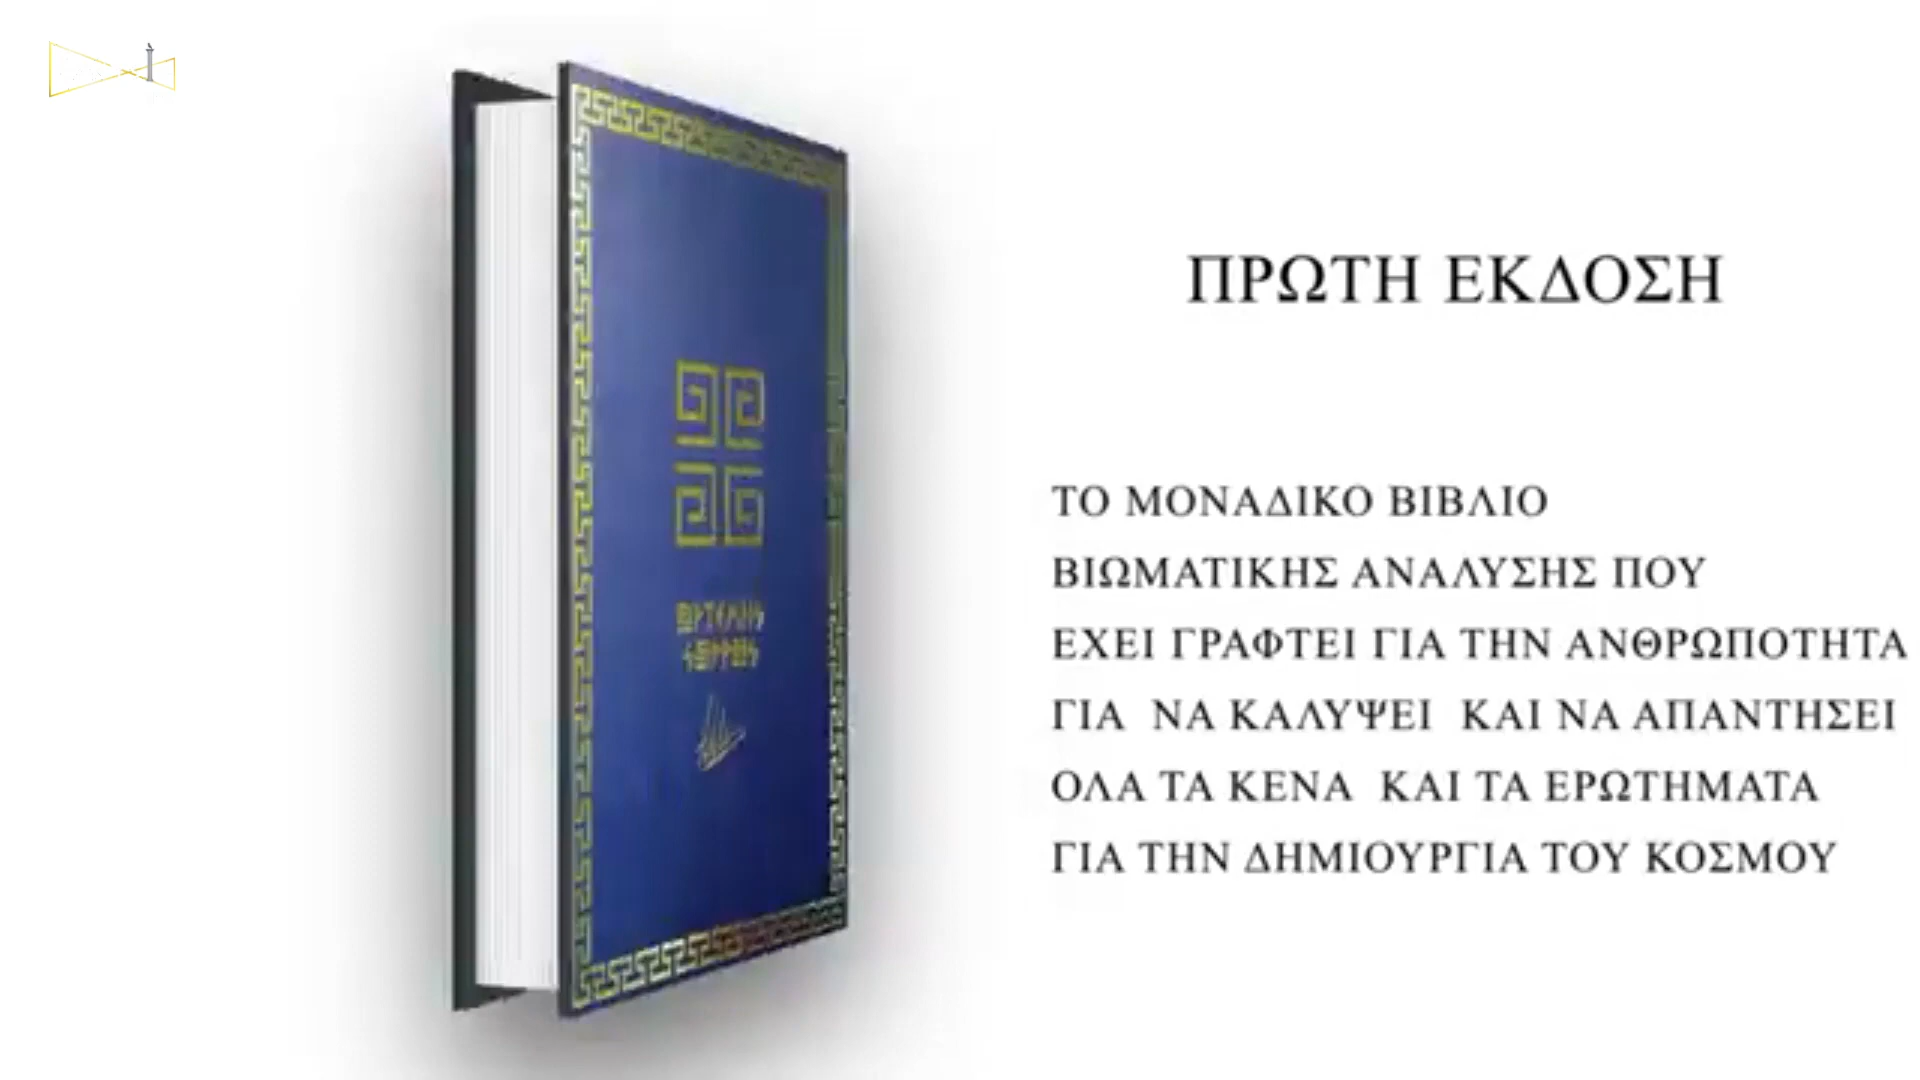 ΠΡΩΤΗ ΕΚΔΟΣΗ
ΤΟ ΜΟΝΑΔΙΚΟ ΒΙΒΛΙΟ
ΒΙΩΜΑΤΙΚΗΣ ΑΝΑΛΥΣΗΣ ΠΟΥ
ΕΧΕΙ ΓΡΑΦΤΕΙ ΓΙΑ ΤΗΝ ΑΝΘΡΩΠΟΤΗΤΑ
ΓΙΑ ΝΑ ΚΑΛΥΨΕΙ ΚΑΙ ΝΑ ΑΠΑΝΤΗΣΕΙ
ΟΛΑ ΤΑ ΚΕΝΑ ΚΑΙ ΤΑ ΕΡΩΤΗΜΑΤΑ
ΓΙΑ ΤΗΝ ΔΗΜΙΟΥΡΓΙΑ ΤΟΥ ΚΟΣΜΟΥ